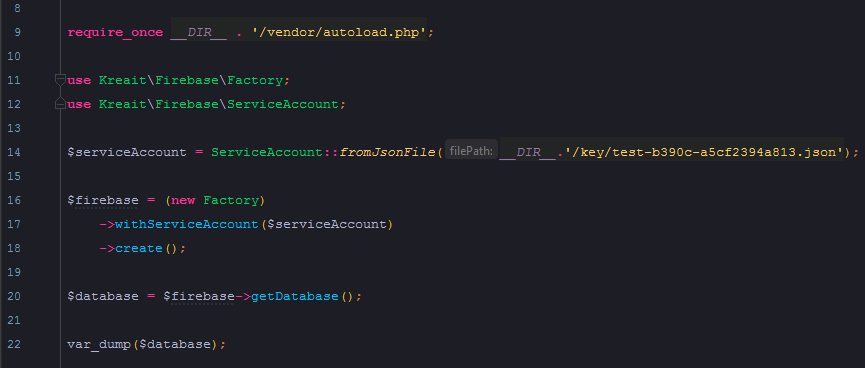 8
9 require_once __DIR__ . '/vendor/autoload.php';
10
11 use Kreait\Firebase\Factory;
12 use Kreait\Firebase\ServiceAccount;
13
14 $serviceAccount = ServiceAccount::fromJsonFile( filePath: __DIR__.'/key/test-b390c-a5cf2394a813.json');
15
16 $firebase = (new Factory)
17 ->withServiceAccount($serviceAccount)
18 ->create();
19
20 $database = $firebase->getDatabase();
21
22 var_dump($database);